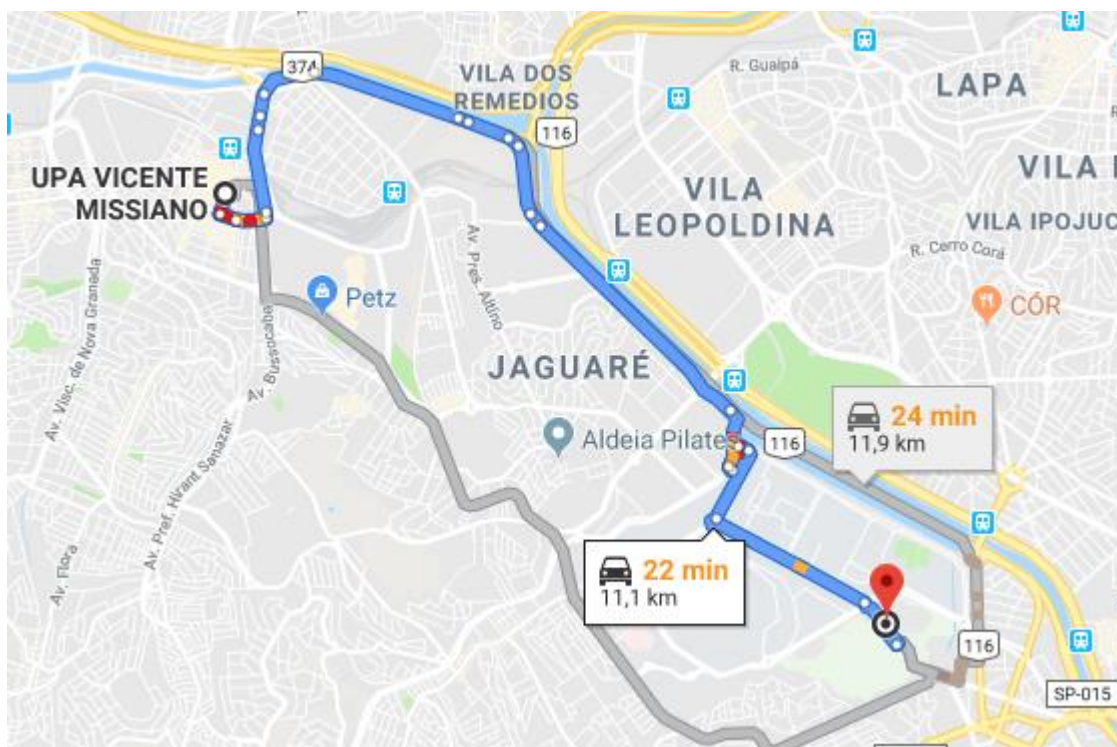 374
VILA DOS
REMEDIOS
R. Guaipá
LAPA
116
UPA VICENTE
MISSIANO
VILA
LEOPOLDINA
VILA I
VILA IPOJUC
R. Cerro Corá
Av. Visc. de Nova Granada
Petz
Av. Pres. Altino
CÓR
Av. Bussocaba
JAGUARÉ
24 min
11,9 km
Aldeia Pilates
116
Av. Pref. Hirant Sanazar
Av. Flora
22 min
11,1 km
116
SP-015